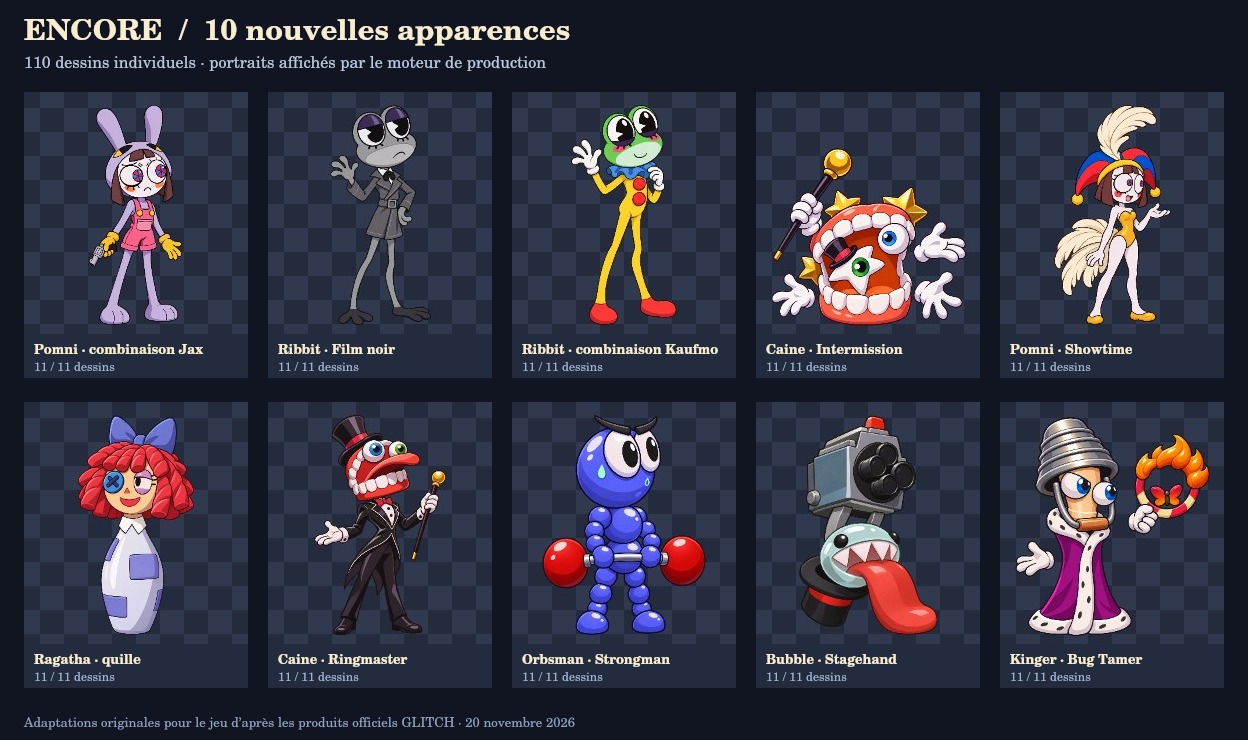 ENCORE / 10 nouvelles apparences
110 dessins individuels · portraits affichés par le moteur de production
Pomni · combinaison Jax
11 / 11 dessins
Ribbit · Film noir
11 / 11 dessins
Ribbit · combinaison Kaufmo
11 / 11 dessins
Caine · Intermission
11 / 11 dessins
Pomni · Showtime
11 / 11 dessins
Ragatha · quille
11 / 11 dessins
Caine · Ringmaster
11 / 11 dessins
Orbsman · Strongman
11 / 11 dessins
Bubble · Stagehand
11 / 11 dessins
Kinger · Bug Tamer
11 / 11 dessins
Adaptations originales pour le jeu d’après les produits officiels GLITCH · 20 novembre 2026